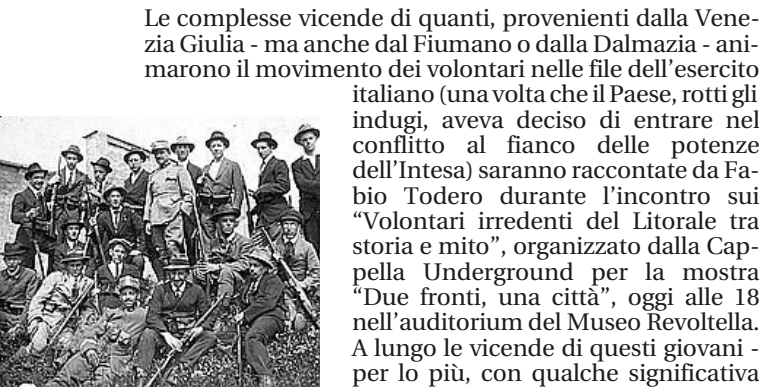 Le complesse vicende di quanti, provenienti dalla Vene-
zia Giulia - ma anche dal Fiumano o dalla Dalmazia - ani-
marono il movimento dei volontari nelle file dell’esercito
italiano (una volta che il Paese, rotti gli
indugi, aveva deciso di entrare nel
conflitto al fianco delle potenze
dell’Intesa) saranno raccontate da Fa-
bio Todero durante l’incontro sui
“Volontari irredenti del Litorale tra
storia e mito”, organizzato dalla Cap-
pella Underground per la mostra
“Due fronti, una città”, oggi alle 18
nell’auditorium del Museo Revoltella.
A lungo le vicende di questi giovani -
per lo più, con qualche significativa